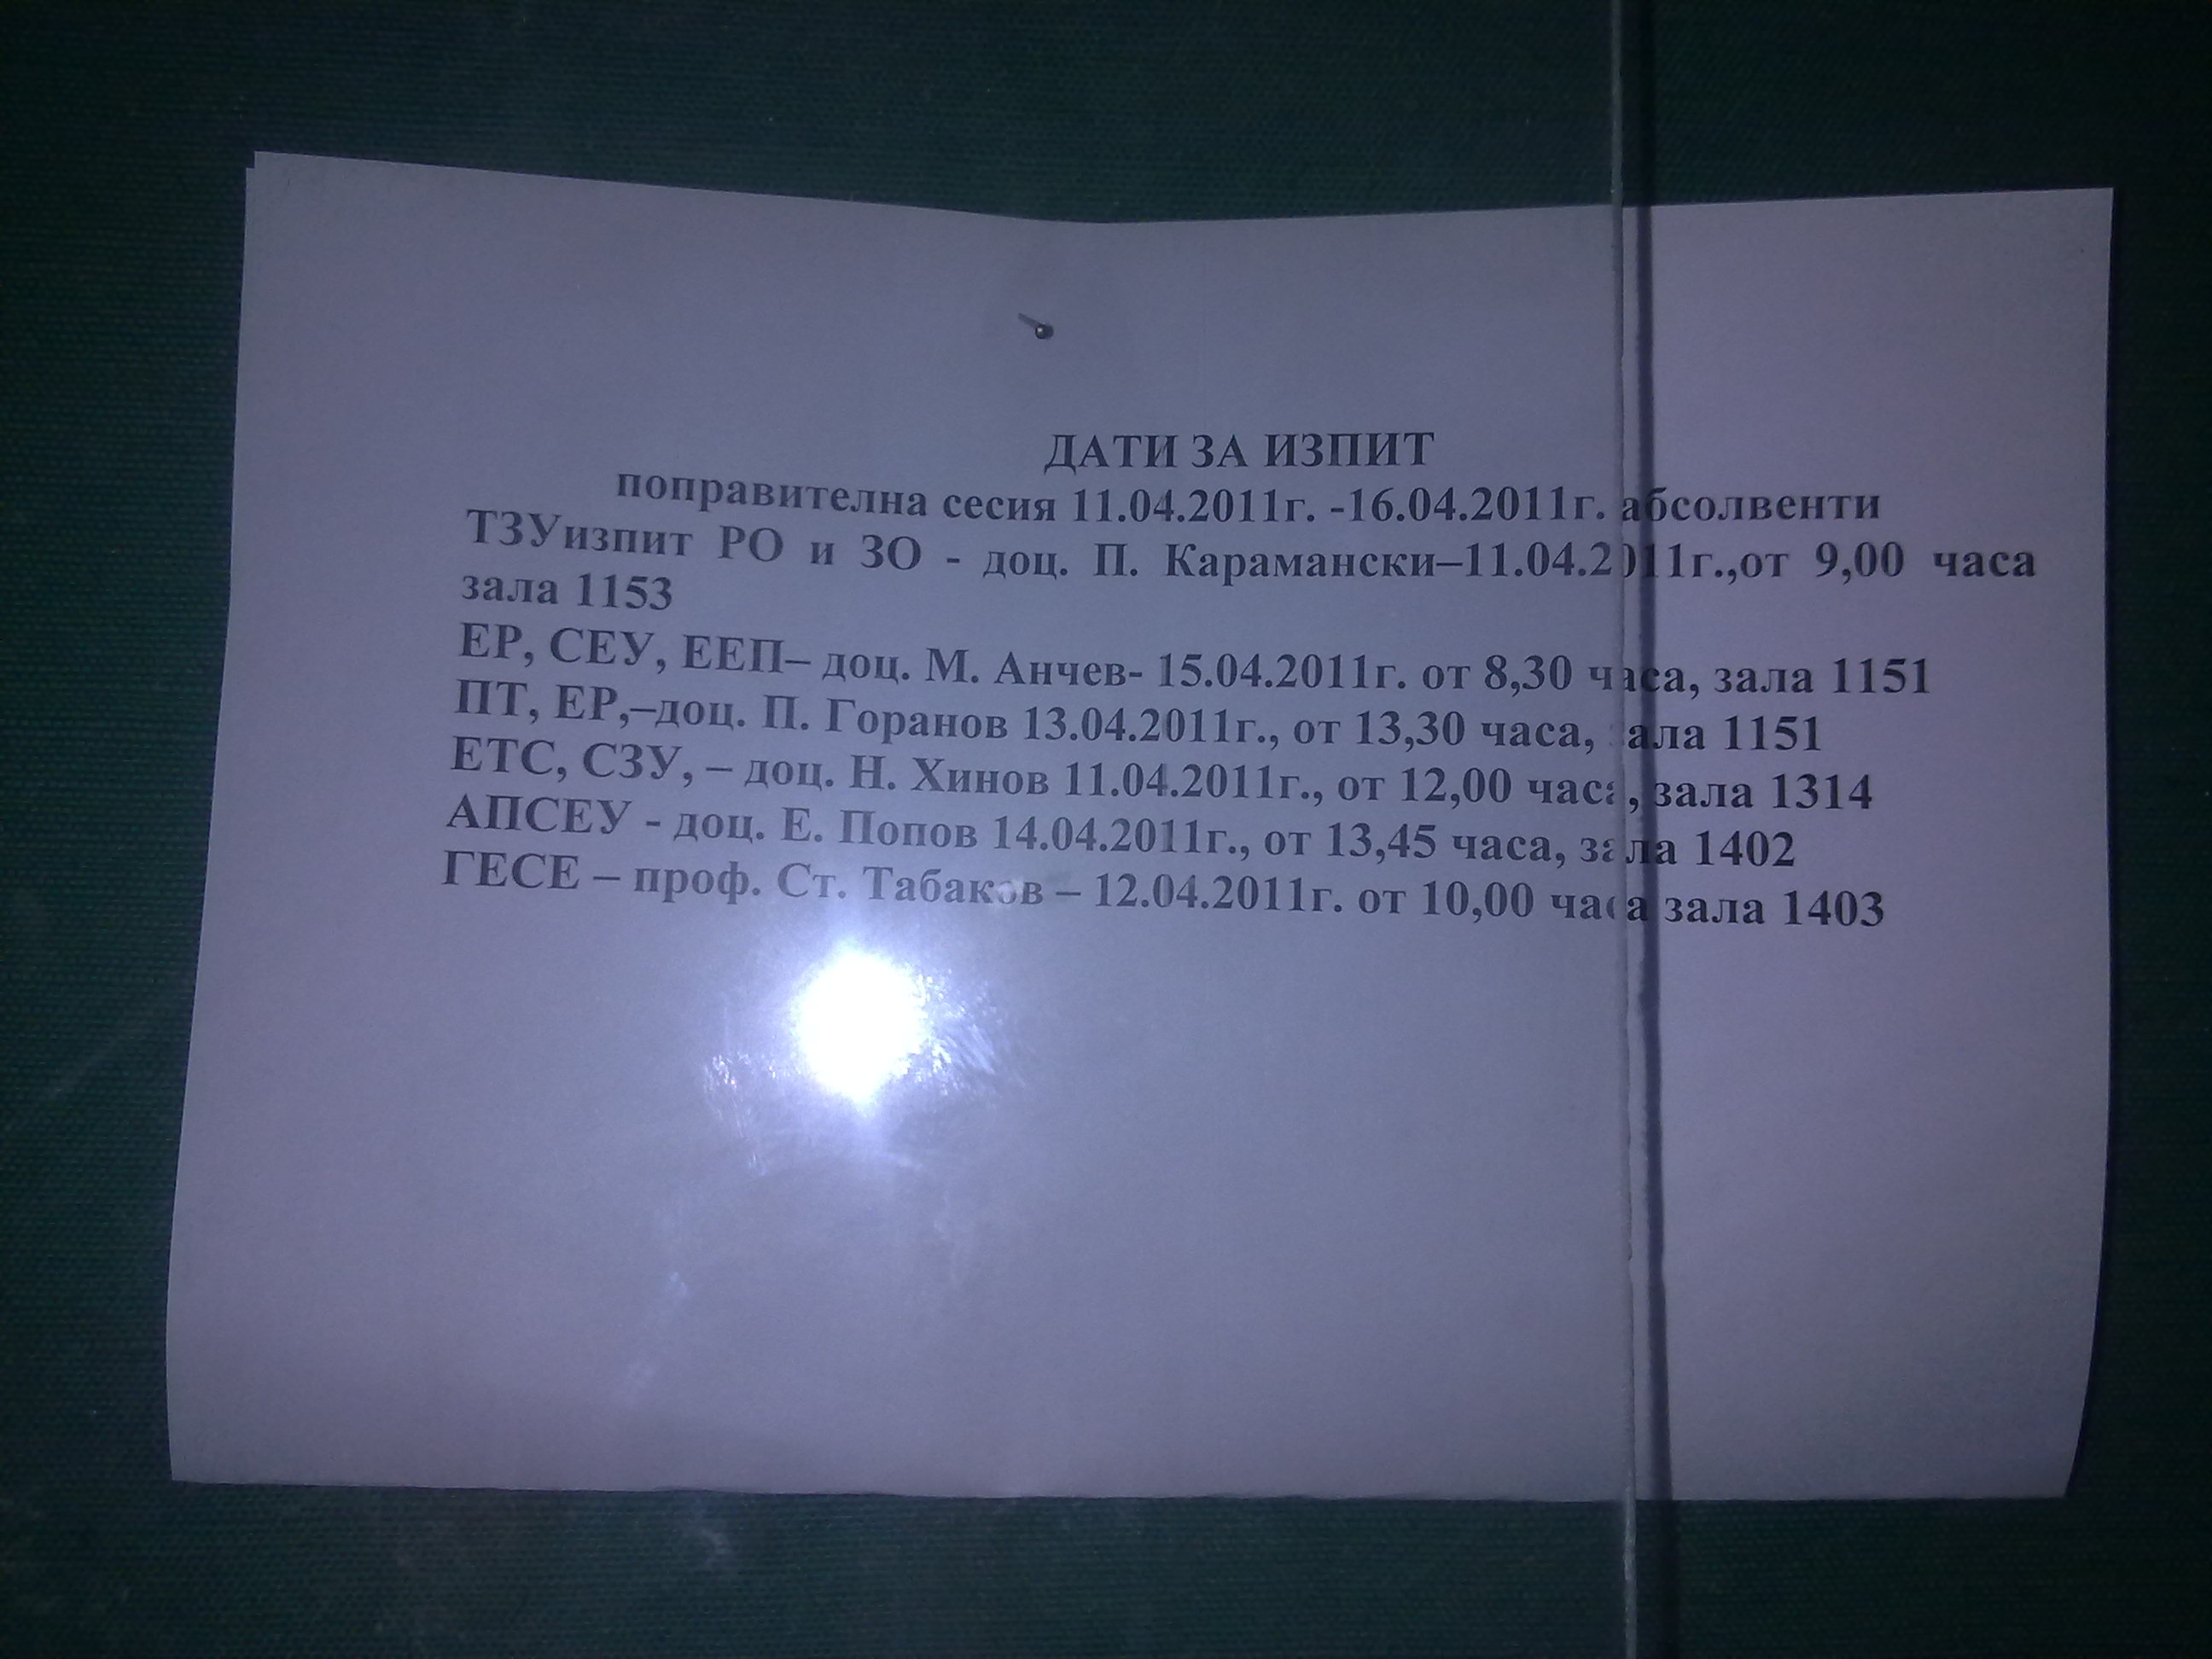 ДАТИ ЗА ИЗПИТ
поправителна сесия 11.04.2011г. -16.04.2011г. абсолвенти
ТЗУизпит РО и ЗО - доц. П. Карамански–11.04.2011г.,от 9,00 часа
зала 1153
ЕР, СЕУ, ЕЕП– доц. М. Анчев- 15.04.2011г. от 8,30 часа, зала 1151
ПТ, ЕР,–доц. П. Горанов 13.04.2011г., от 13,30 часа, зала 1151
ЕТС, СЗУ, – доц. Н. Хинов 11.04.2011г., от 12,00 часа, зала 1314
АПСЕУ - доц. Е. Попов 14.04.2011г., от 13,45 часа, зала 1402
ГЕСЕ – проф. Ст. Табаков – 12.04.2011г. от 10,00 часа зала 1403